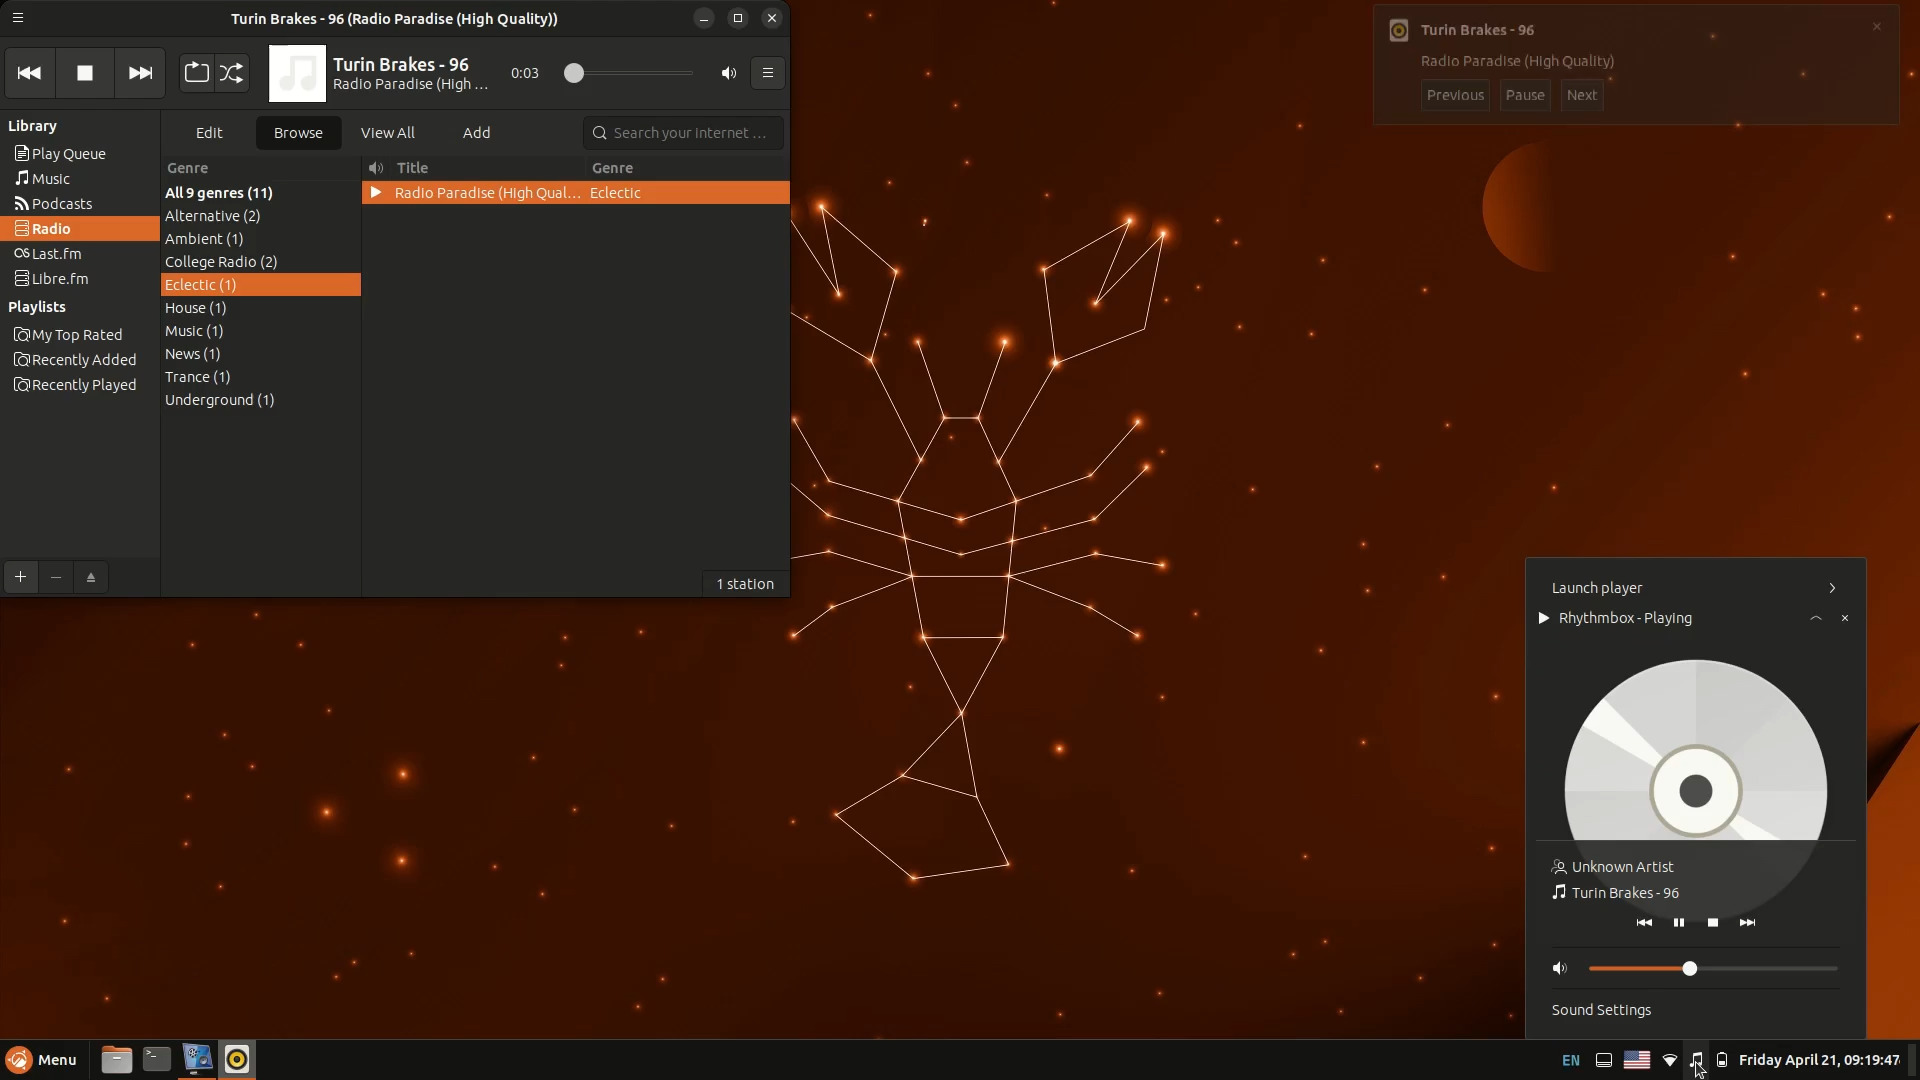 Turin Brakes - 96 (Radio Paradise (High Quality))
Turin Brakes - 96
Radio Paradise (High ...
0:03
Library
Play Queue
Music
Podcasts
Radio
Last.fm
Libre.fm
Playlists
My Top Rated
Recently Added
Recently Played
Edit
Browse
View All
Add
Search your internet ...
Genre
All 9 genres (11)
Alternative (2)
Ambient (1)
College Radio (2)
Eclectic (1)
House (1)
Music (1)
News (1)
Trance (1)
Underground (1)
Title
Genre
Radio Paradise (High Qual...
Eclectic
1 station
Turin Brakes - 96
Radio Paradise (High Quality)
Previous
Pause
Next
Launch player
Rhythmbox - Playing
Unknown Artist
Turin Brakes - 96
Sound Settings
Menu
EN
Friday April 21, 09:19:47